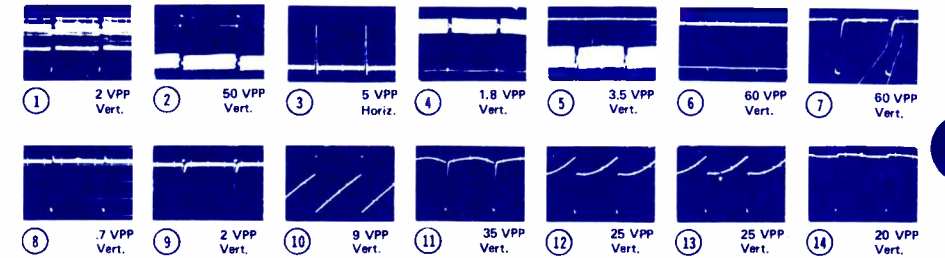 1 2 VPP Vert.
2 50 VPP Vert.
3 5 VPP Horiz.
4 1.8 VPP Vert.
5 3.5 VPP Vert.
6 60 VPP Vert.
7 60 VPP Vert.
8 .7 VPP Vert.
9 2 VPP Vert.
10 9 VPP Vert.
11 35 VPP Vert.
12 25 VPP Vert.
13 25 VPP Vert.
14 20 VPP Vert.